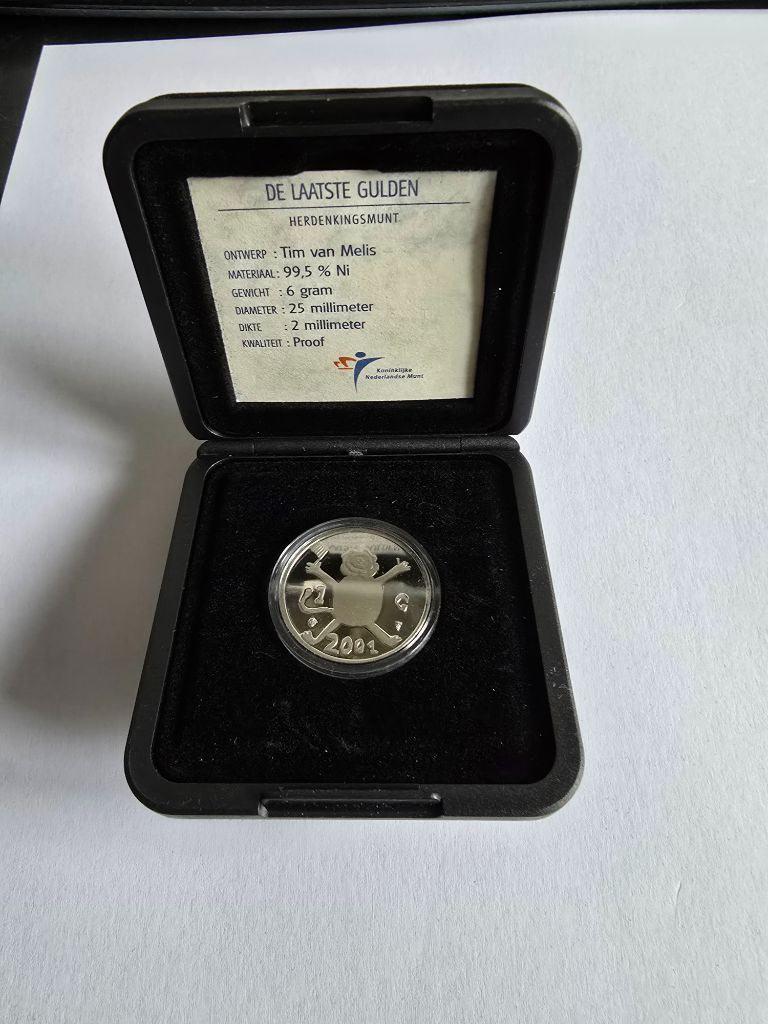 DE LAATSTE GULDEN
HERDENKINGSMUNT
ONTWERP : Tim van Melis
MATERIAAL : 99,5 % Ni
GEWICHT : 6 gram
DIAMETER : 25 millimeter
DIKTE : 2 millimeter
KWALITEIT : Proof
Koninklijke
Nederlandse Munt
2001